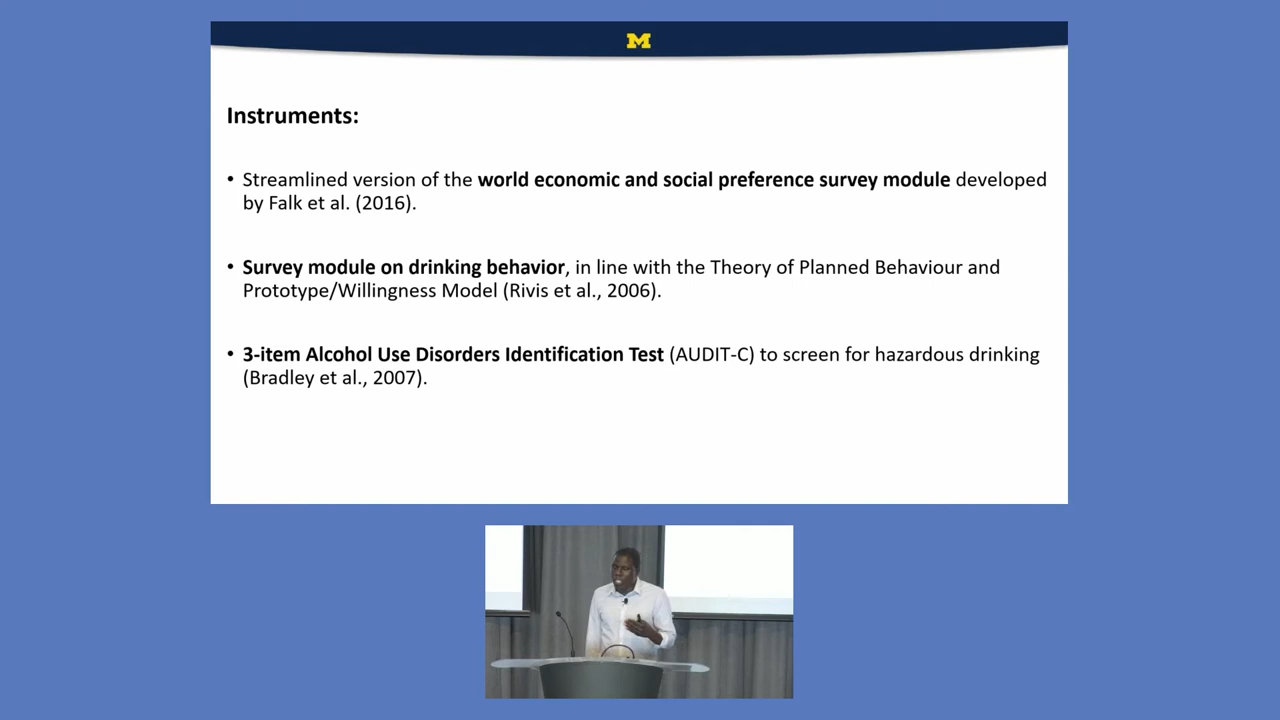 M
Instruments:
• Streamlined version of the world economic and social preference survey module developed
by Falk et al. (2016).
• Survey module on drinking behavior, in line with the Theory of Planned Behaviour and
Prototype/Willingness Model (Rivis et al., 2006).
• 3-item Alcohol Use Disorders Identification Test (AUDIT-C) to screen for hazardous drinking
(Bradley et al., 2007).